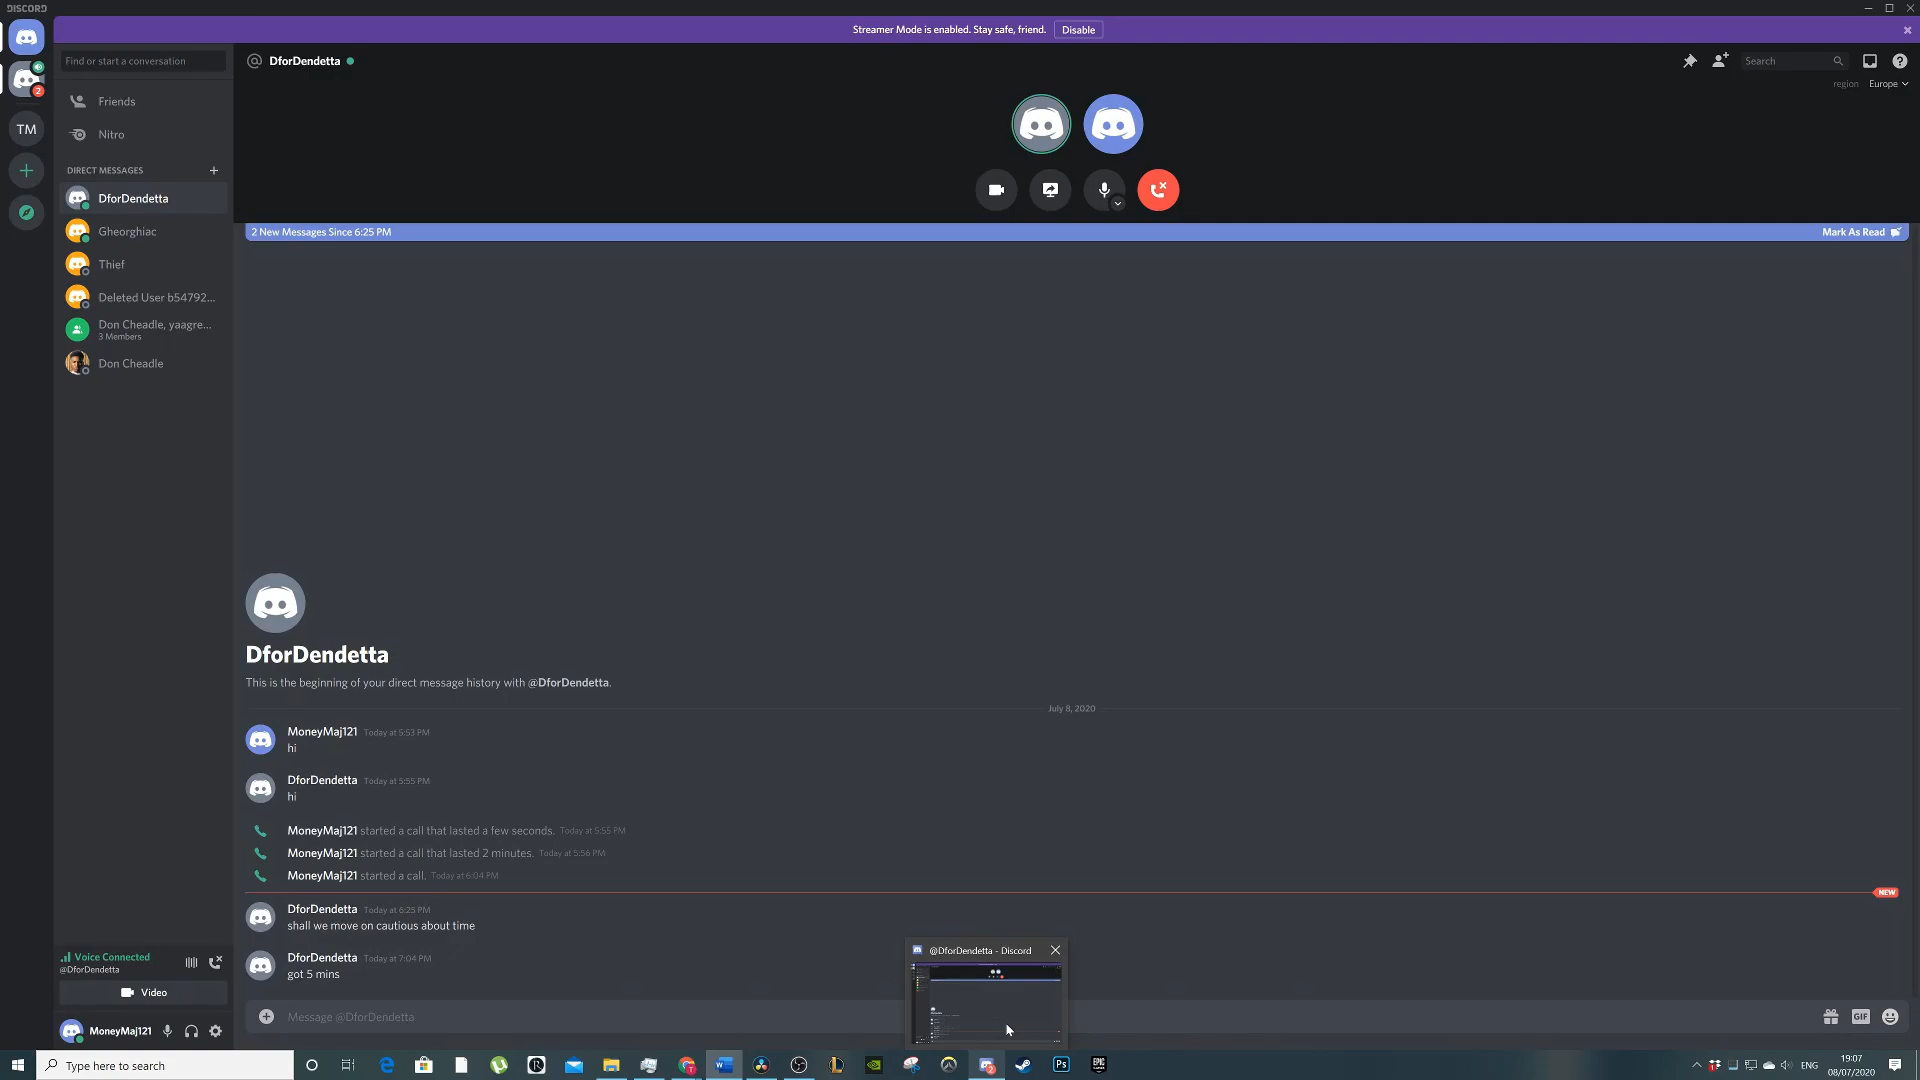 DISCORD
Streamer Mode is enabled. Stay safe, friend. Disable
Find or start a conversation
@ DforDendetta
Search
region Europe
2
TM
Friends
Nitro
DIRECT MESSAGES +
DforDendetta
Gheorghiac
Thief
Deleted User b54792...
Don Cheadle, yaagre...
3 Members
Don Cheadle
2 New Messages Since 6:25 PM
Mark As Read
DforDendetta
This is the beginning of your direct message history with @DforDendetta.
July 8, 2020
MoneyMaj121 Today at 5:53 PM
hi
DforDendetta Today at 5:55 PM
hi
MoneyMaj121 started a call that lasted a few seconds. Today at 5:55 PM
MoneyMaj121 started a call that lasted 2 minutes. Today at 5:56 PM
MoneyMaj121 started a call. Today at 6:04 PM
NEW
DforDendetta Today at 6:25 PM
shall we move on cautious about time
DforDendetta Today at 7:04 PM
got 5 mins
@DforDendetta - Discord
Voice Connected
@DforDendetta
Video
Message @DforDendetta
GIF
MoneyMaj121
Type here to search
Ps
EPIC GAMES
ENG
19:07
08/07/2020